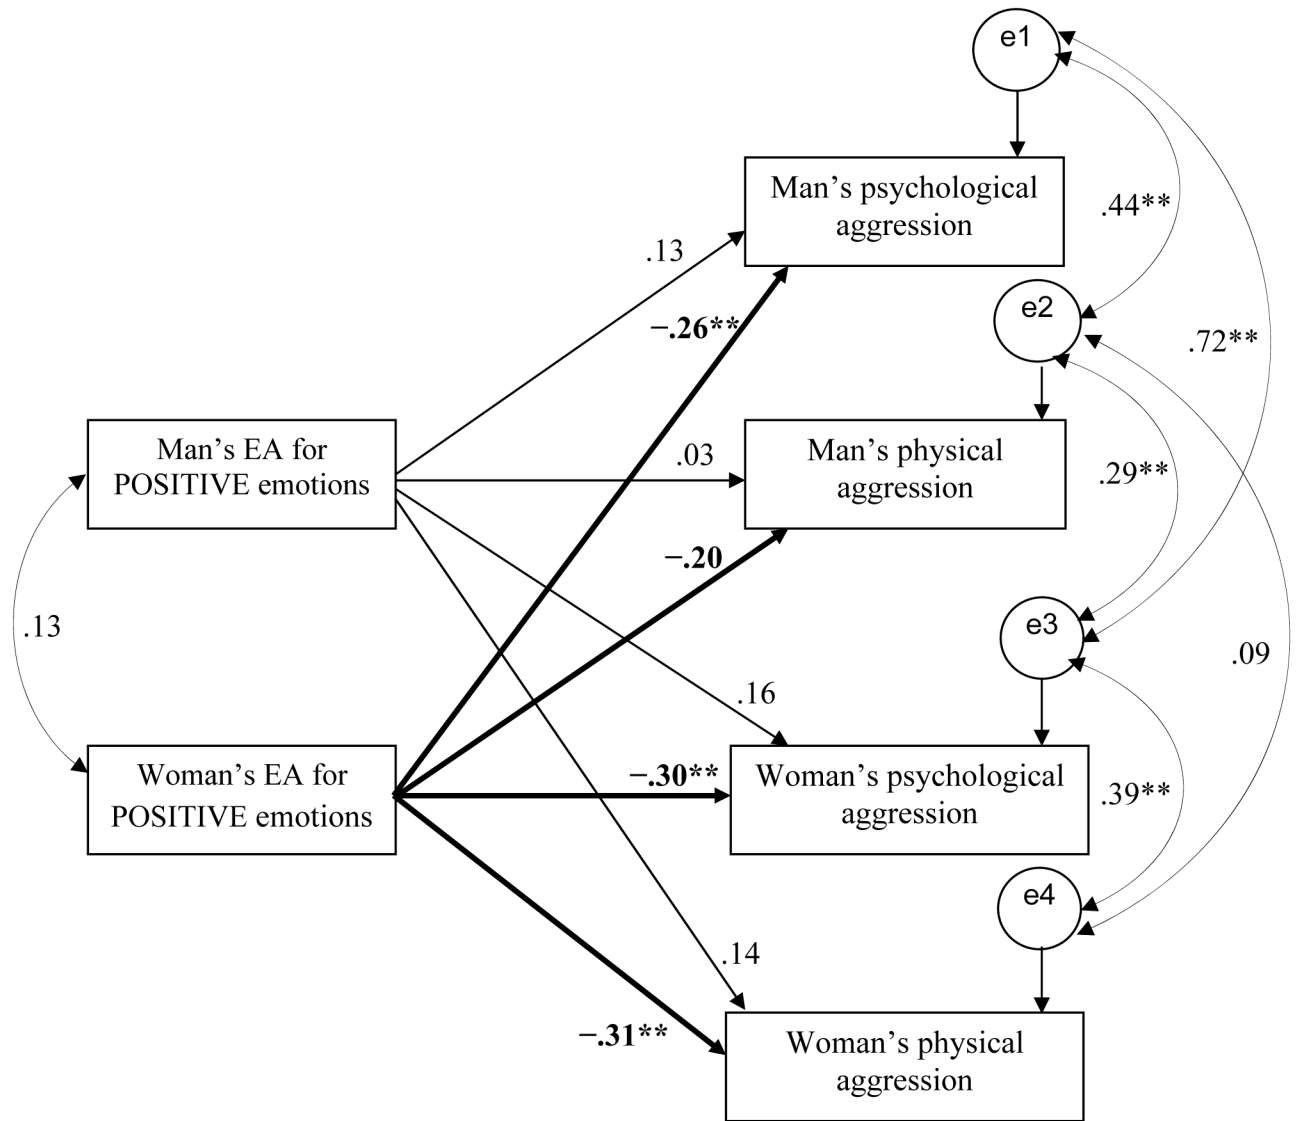 e1
Man’s psychological
aggression
.44**
.13
e2
−.26**
.72**
Man’s EA for
POSITIVE emotions
.03
Man’s physical
aggression
.29**
−.20
.13
e3
.09
.16
Woman’s EA for
POSITIVE emotions
−.30**
Woman’s psychological
aggression
.39**
e4
.14
−.31**
Woman’s physical
aggression